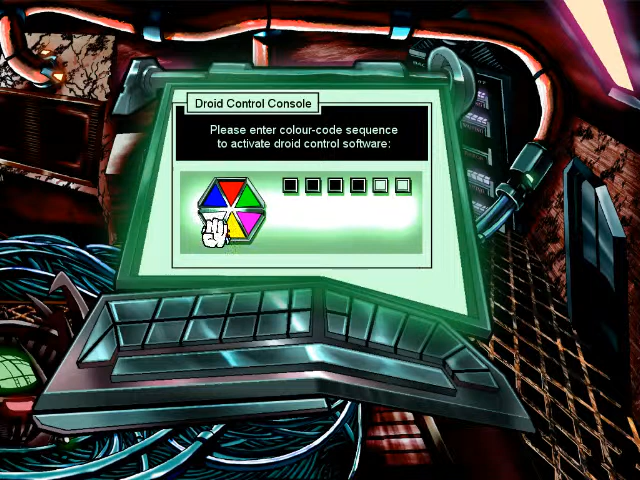 Droid Control Console
Please enter colour-code sequence
to activate droid control software: